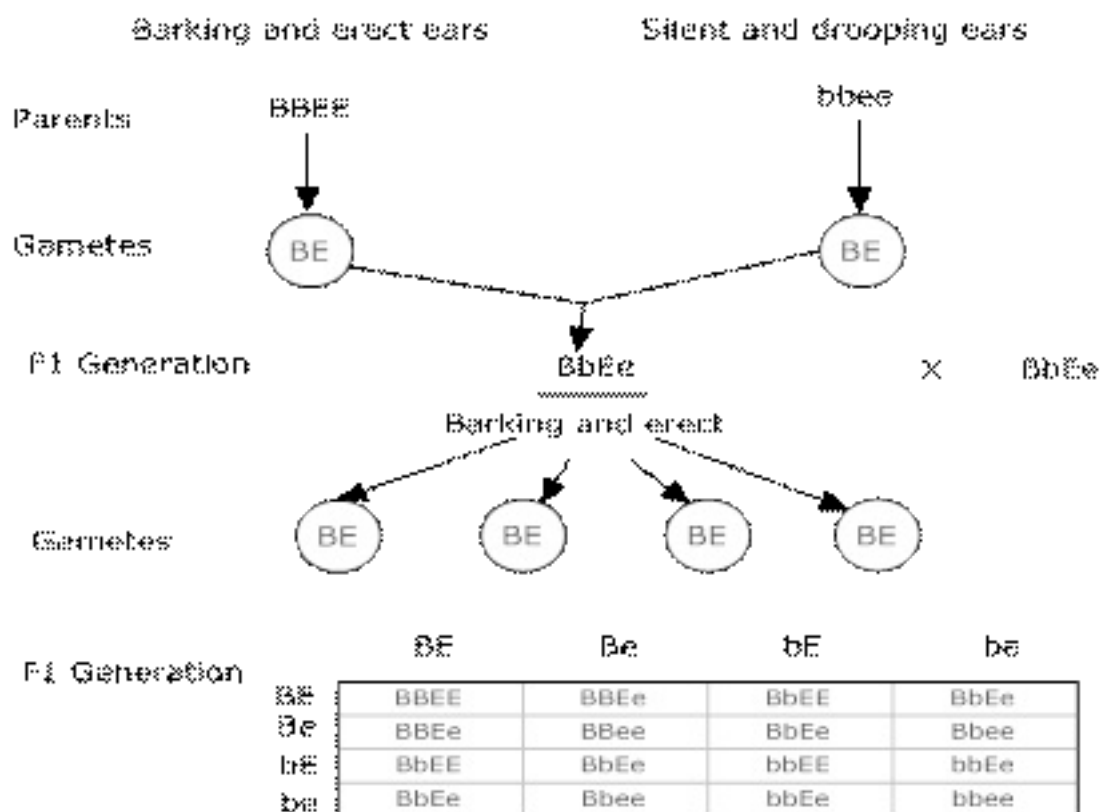 Barking and erect ears Silent and drooping ears
Parents BBEE bbee
Gametes BE BE
F1 Generation BbEe X BbEe
Barking and erect
Gametes BE BE BE BE
BE Be bE be
F1 Generation
BE BBEE BBEe BbEE BbEe
Be BBEe BBee BbEe Bbee
bE BbEE BbEe bbEE bbEe
be BbEe Bbee bbEe bbee